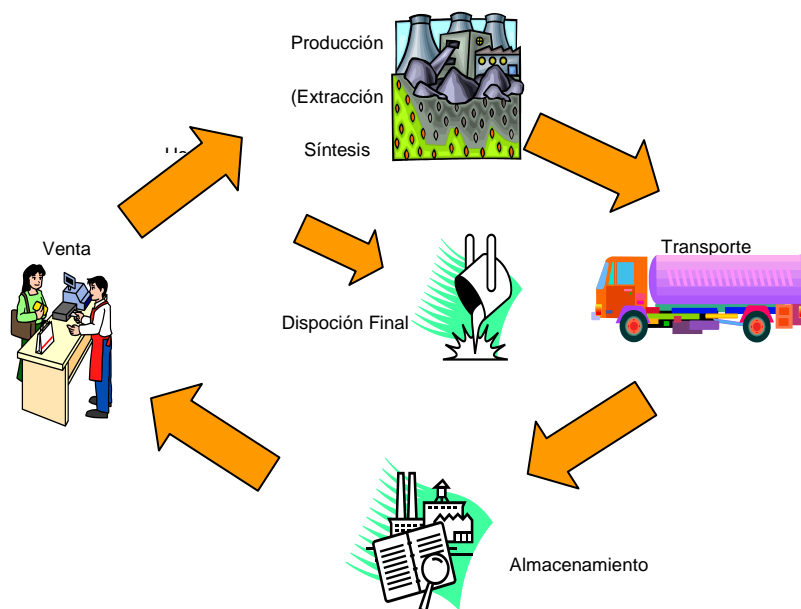 Producción
(Extracción
Síntesis
Venta
Transporte
Dispoción Final
Almacenamiento